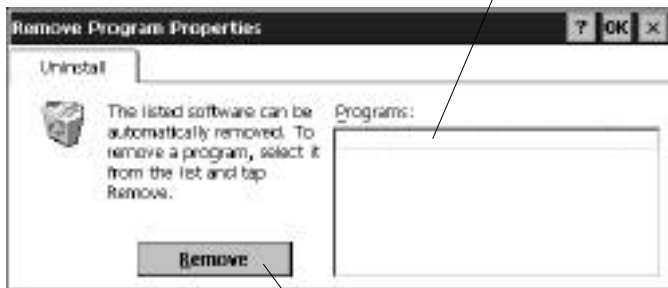 Remove Program Properties
? OK ×
Uninstall
The listed software can be
automatically removed. To
remove a program, select it
from the list and tap
Remove.
Programs:
Remove